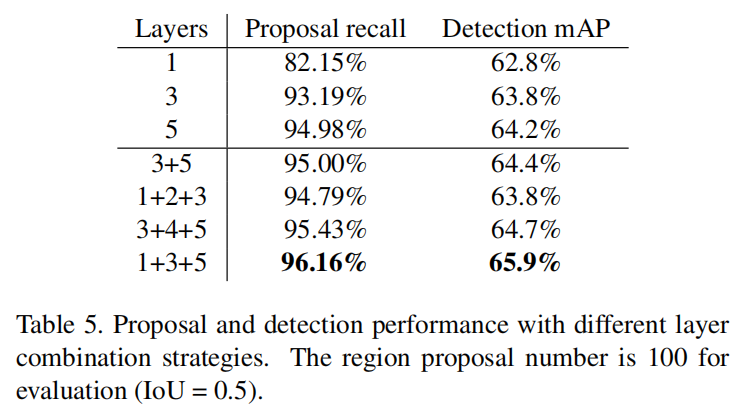 Layers Proposal recall Detection mAP
1 82.15% 62.8%
3 93.19% 63.8%
5 94.98% 64.2%
3+5 95.00% 64.4%
1+2+3 94.79% 63.8%
3+4+5 95.43% 64.7%
1+3+5 96.16% 65.9%
Table 5. Proposal and detection performance with different layer
combination strategies. The region proposal number is 100 for
evaluation (IoU = 0.5).